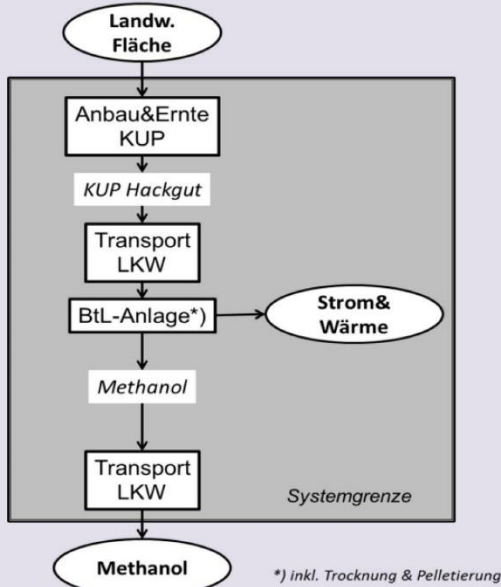 Landw.
Fläche
Anbau&Ernte
KUP
KUP Hackgut
Transport
LKW
BtL-Anlage*)
Strom&
Wärme
Methanol
Transport
LKW
Systemgrenze
Methanol
*) inkl. Trocknung & Pelletierung